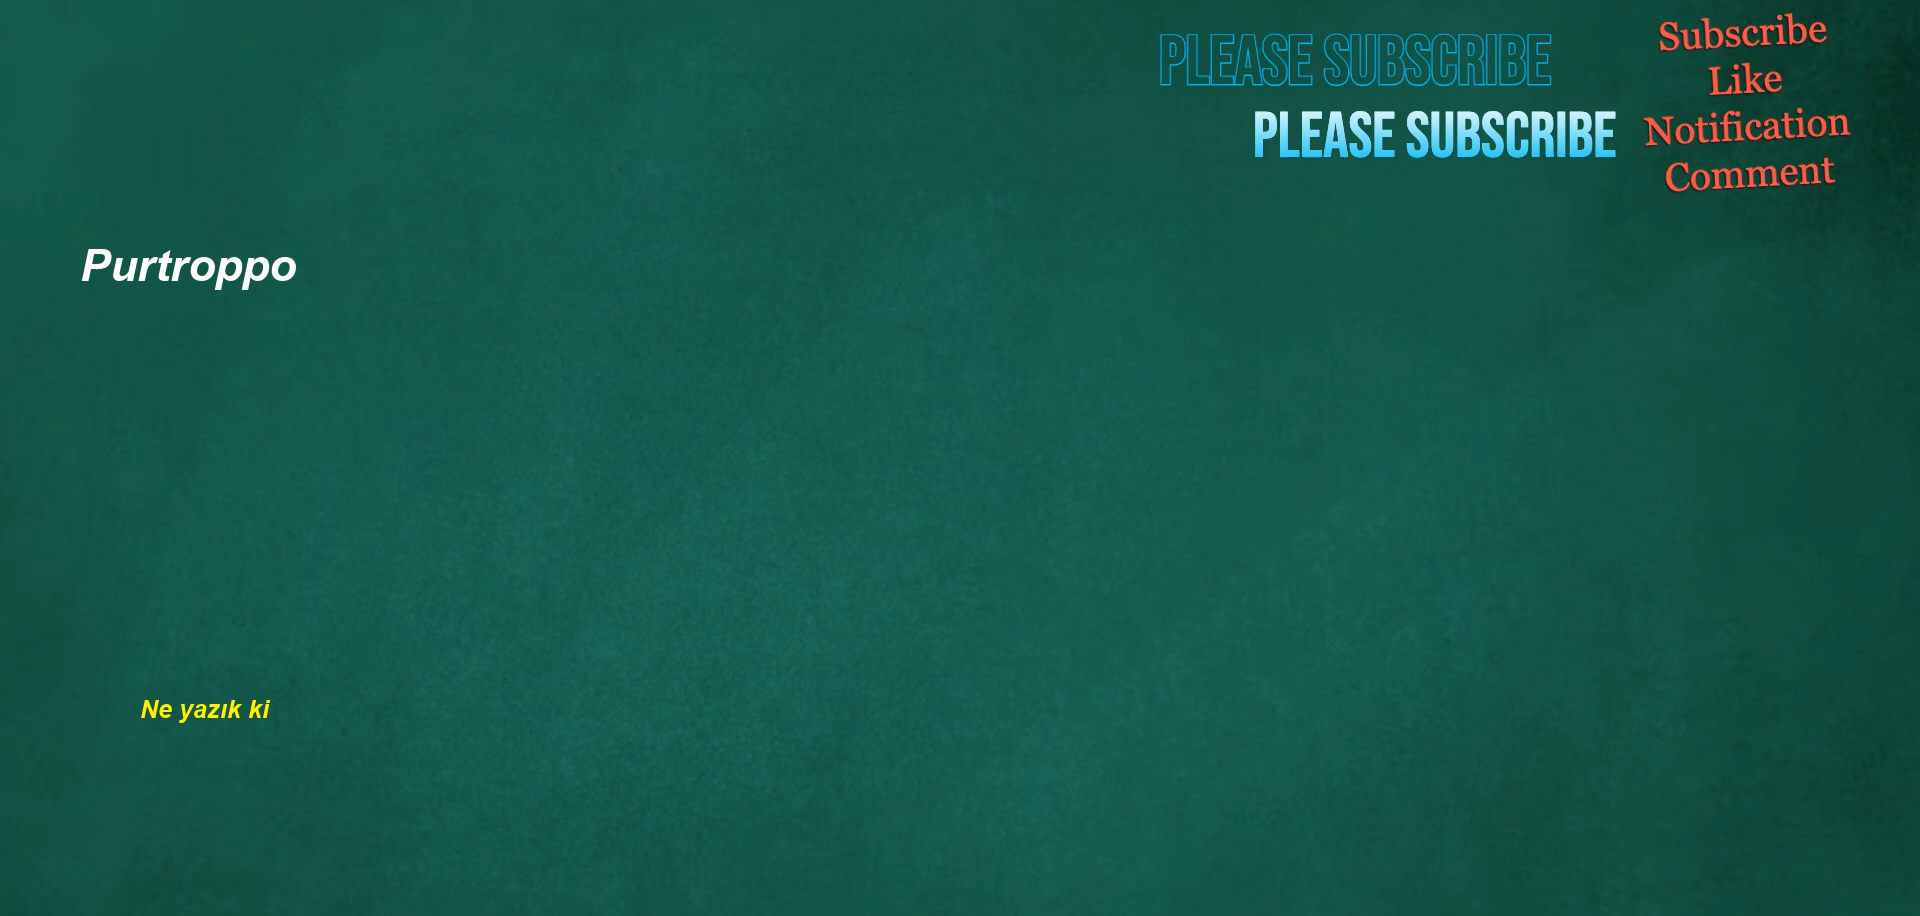 PLEASE SUBSCRIBE
PLEASE SUBSCRIBE
Subscribe
Like
Notification
Comment
Purtroppo
Ne yazık ki